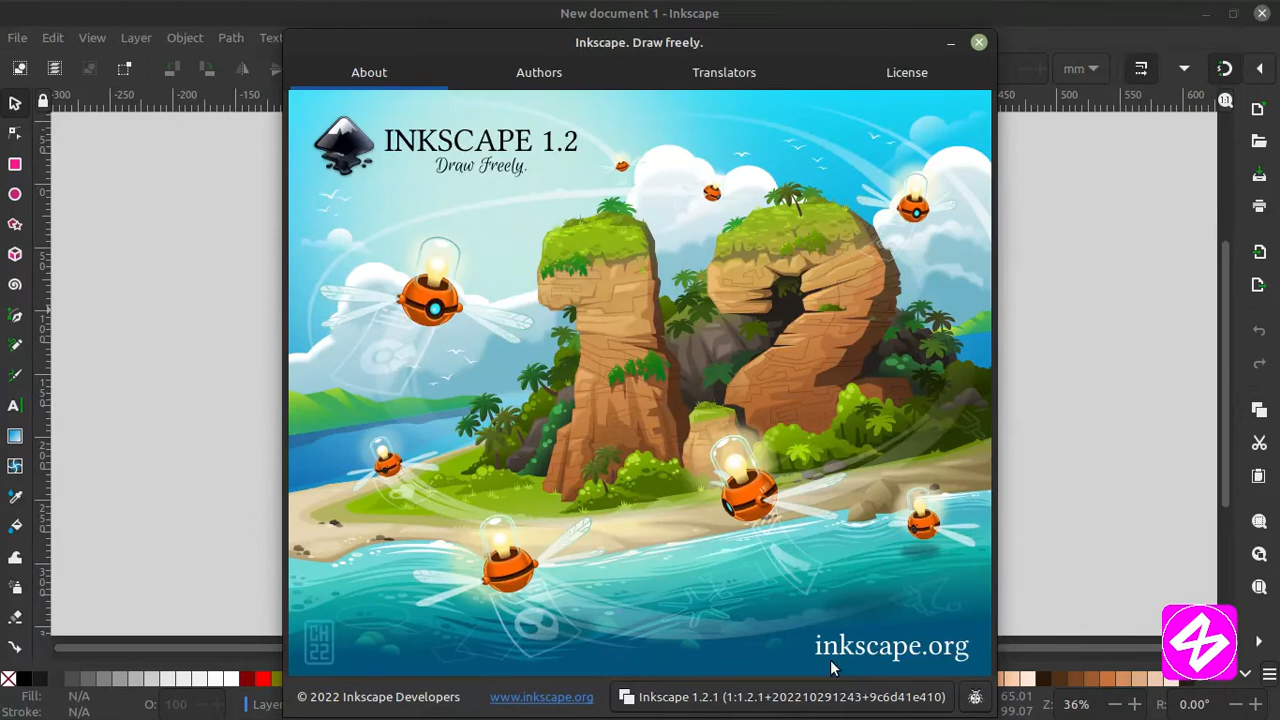 New document 1 - Inkscape
File Edit View Layer Object Path Text
Inkscape. Draw freely.
About Authors Translators License
mm
-300 -250 -200 -150 450 500 550 600
INKSCAPE 1.2
Draw Freely.
CH
22
inkscape.org
© 2022 Inkscape Developers www.inkscape.org Inkscape 1.2.1 (1:1.2.1+202210291243+9c6d41e410)
Fill: N/A
Stroke: N/A
O: 100
65.01
99.07
Z: 36% R: 0.00°